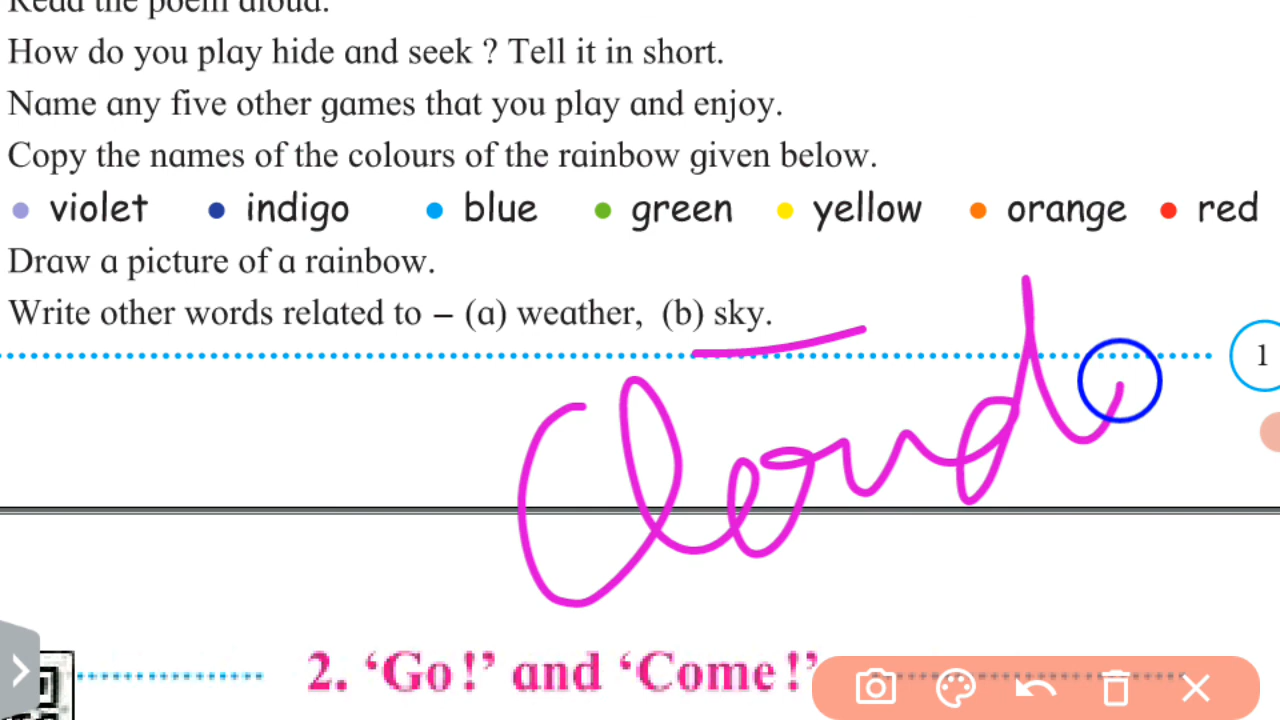 Read the poem aloud.
How do you play hide and seek ? Tell it in short.
Name any five other games that you play and enjoy.
Copy the names of the colours of the rainbow given below.
• violet • indigo • blue • green • yellow • orange • red
Draw a picture of a rainbow.
Write other words related to – (a) weather, (b) sky.
1
Cloud
2. ‘Go!’ and ‘Come!’